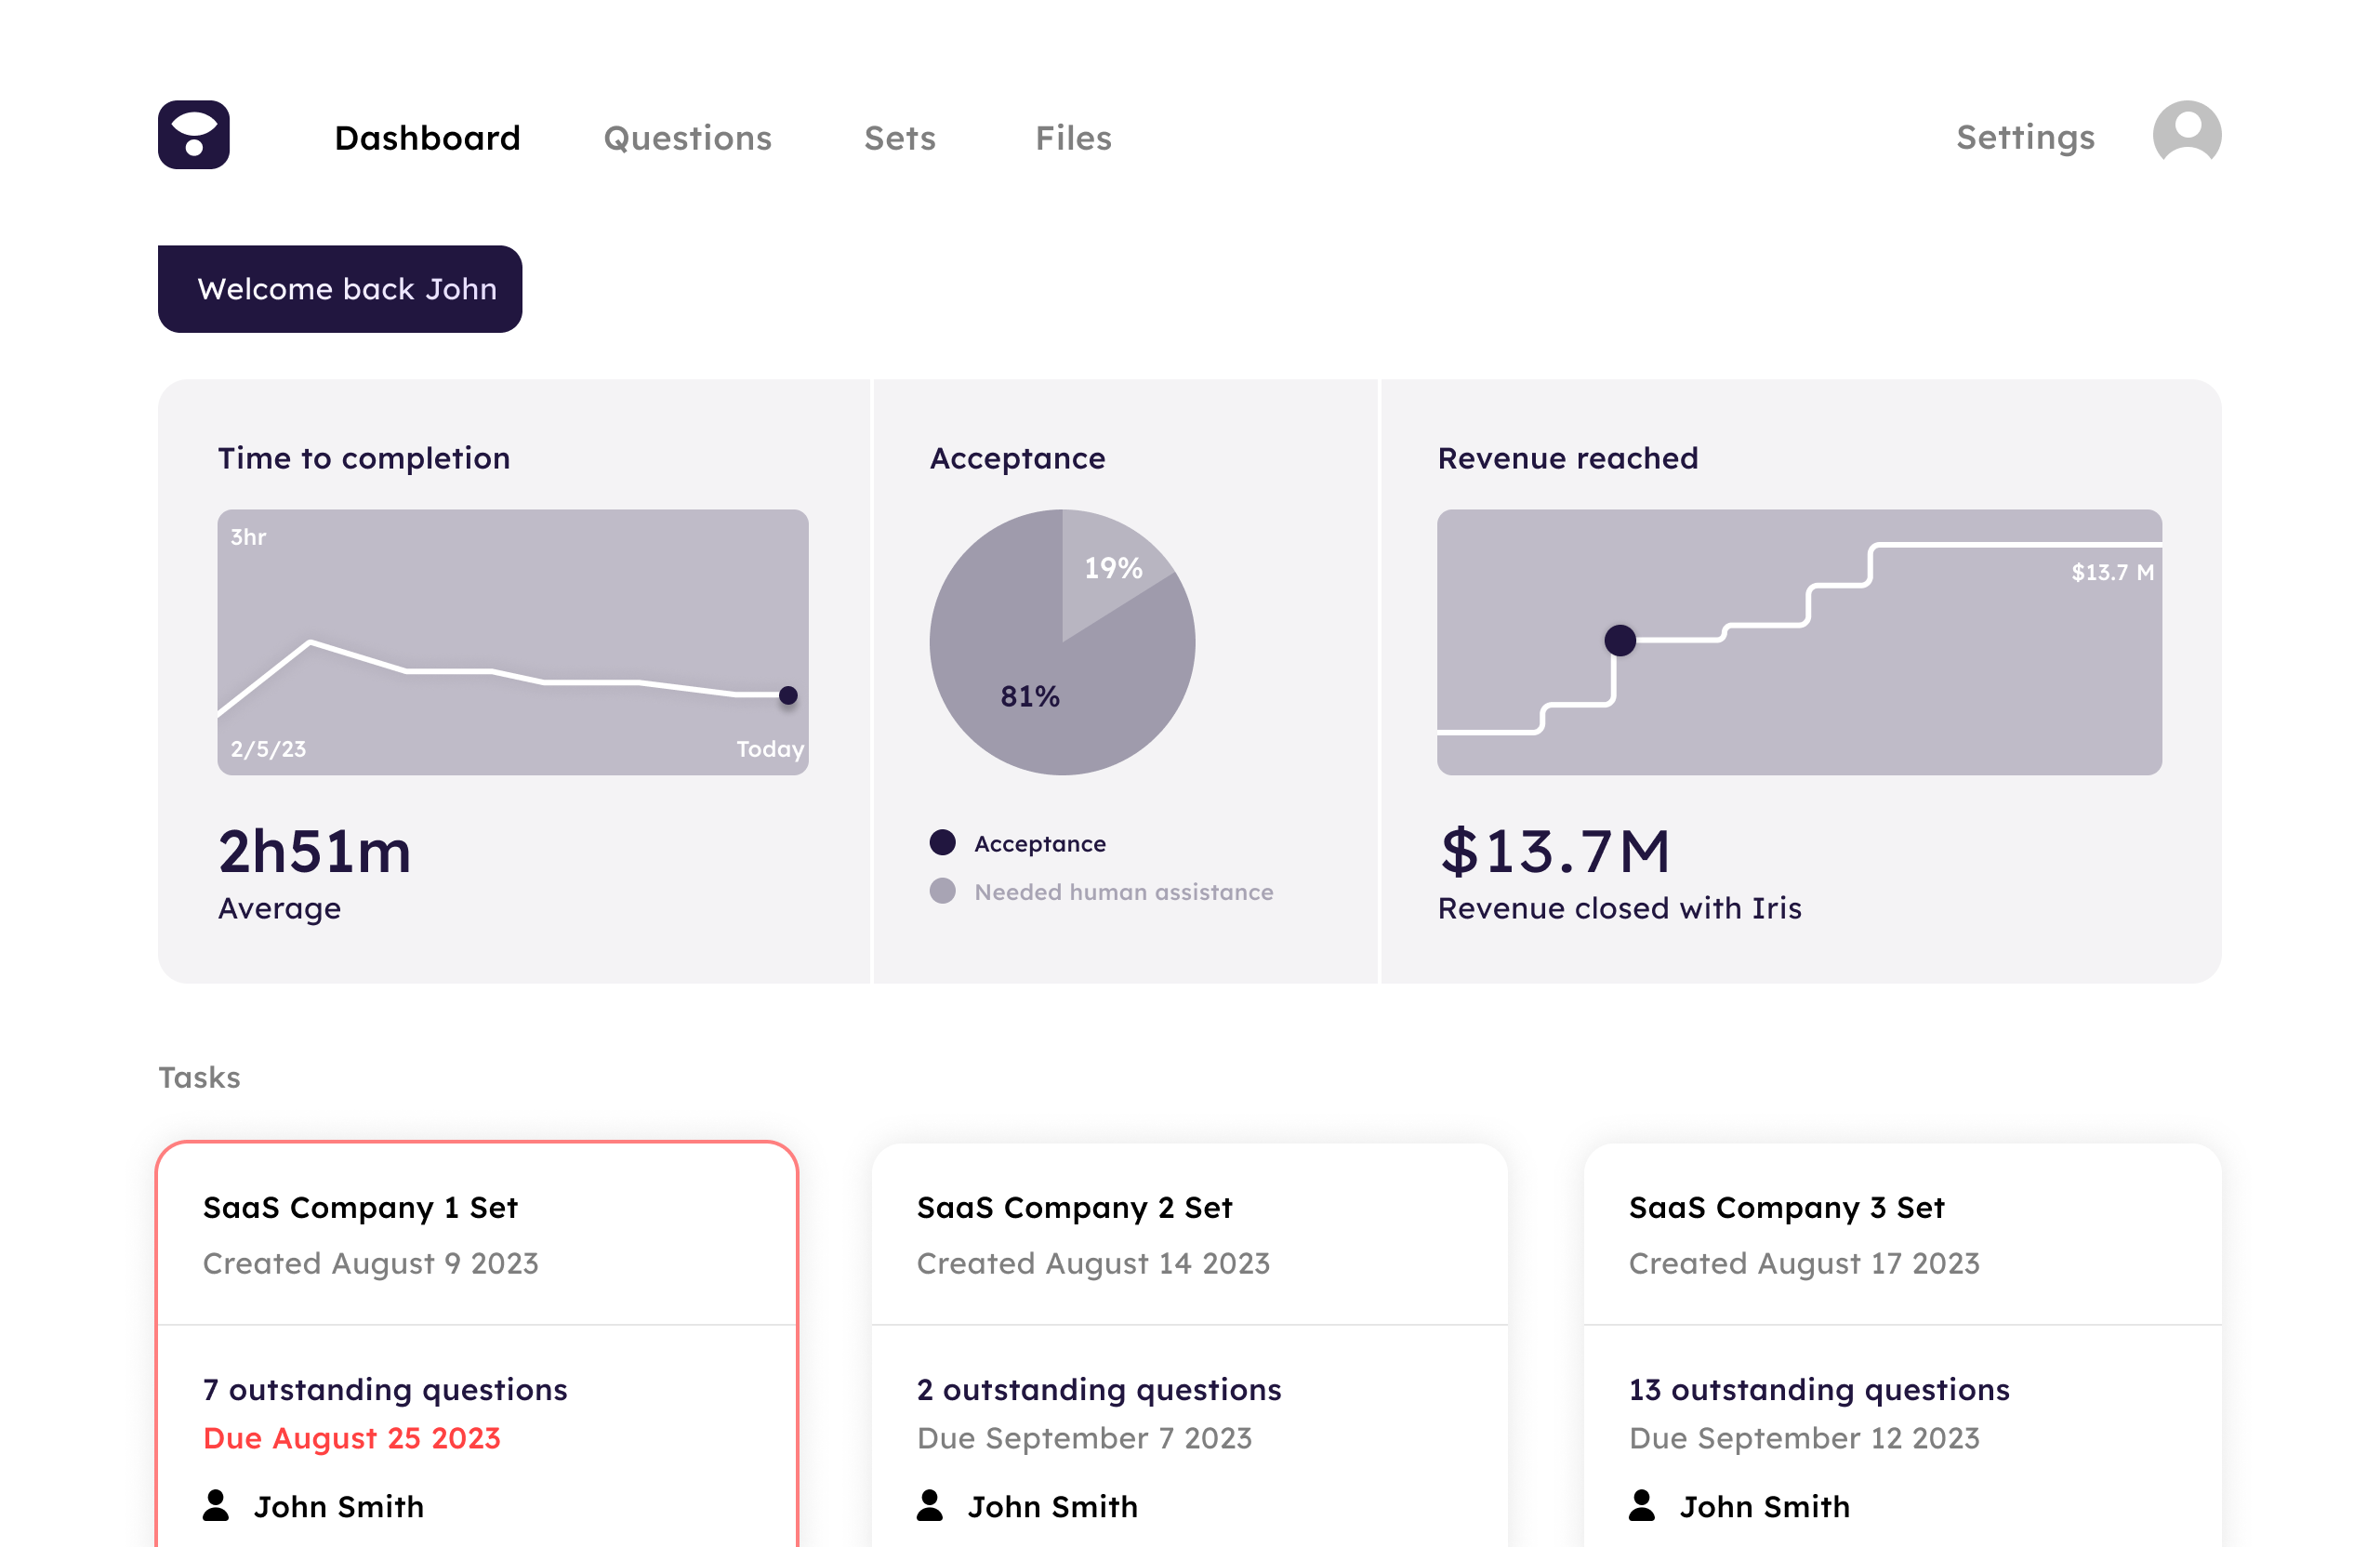 Dashboard Questions Sets Files Settings
Welcome back John
Time to completion
3hr
2/5/23 Today
2h51m
Average
Acceptance
19%
81%
Acceptance
Needed human assistance
Revenue reached
$13.7 M
$13.7M
Revenue closed with Iris
Tasks
SaaS Company 1 Set
Created August 9 2023
7 outstanding questions
Due August 25 2023
John Smith
SaaS Company 2 Set
Created August 14 2023
2 outstanding questions
Due September 7 2023
John Smith
SaaS Company 3 Set
Created August 17 2023
13 outstanding questions
Due September 12 2023
John Smith